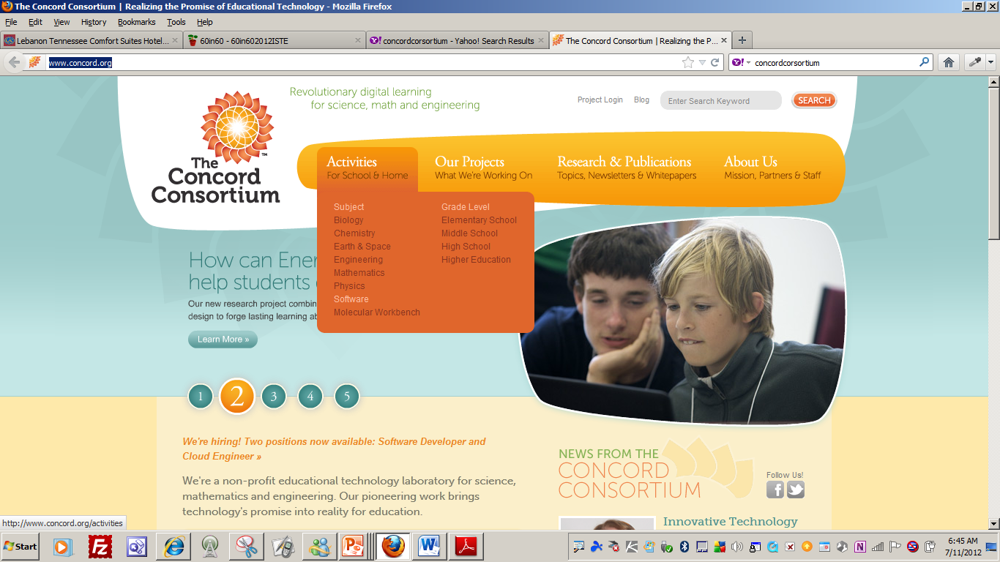 The Concord Consortium | Realizing the Promise of Educational Technology - Mozilla Firefox
File Edit View History Bookmarks Tools Help
Lebanon Tennessee Comfort Suites Hotel...
60in60 - 60in602012ISTE
concordcorsortium - Yahoo! Search Results
The Concord Consortium | Realizing the P...
www.concord.org
Y!
concordcorsortium
Revolutionary digital learning
for science, math and engineering
Project Login
Blog
Enter Search Keyword
SEARCH
The
Concord
Consortium
TM
Activities
For School & Home
Our Projects
What We're Working On
Research & Publications
Topics, Newsletters & Whitepapers
About Us
Mission, Partners & Staff
Subject
Biology
Chemistry
Earth & Space
Engineering
Mathematics
Physics
Software
Molecular Workbench
Grade Level
Elementary School
Middle School
High School
Higher Education
How can Ener
help students
Our new research project combin
design to forge lasting learning ab
Learn More »
1 2 3 4 5
We're hiring! Two positions now available: Software Developer and
Cloud Engineer »
We're a non-profit educational technology laboratory for science,
mathematics and engineering. Our pioneering work brings
technology's promise into reality for education.
NEWS FROM THE
CONCORD
CONSORTIUM
Follow Us!
Innovative Technology
http://www.concord.org/activities
Start
6:45 AM
7/11/2012